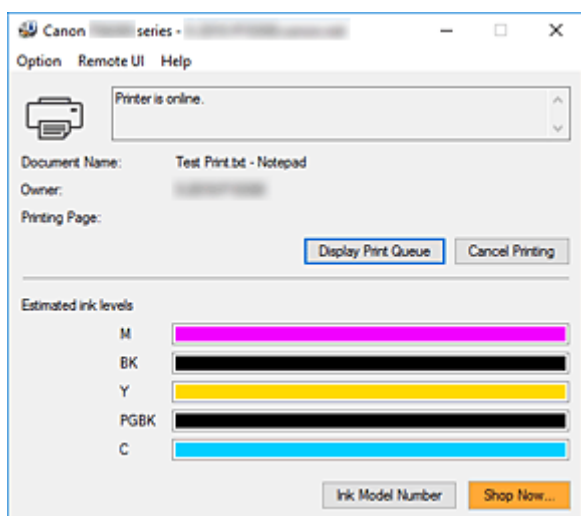 Canon series -
Option Remote UI Help
Printer is online.
Document Name: Test Print.txt - Notepad
Owner:
Printing Page:
Display Print Queue Cancel Printing
Estimated ink levels
M
BK
Y
PGBK
C
Ink Model Number Shop Now...